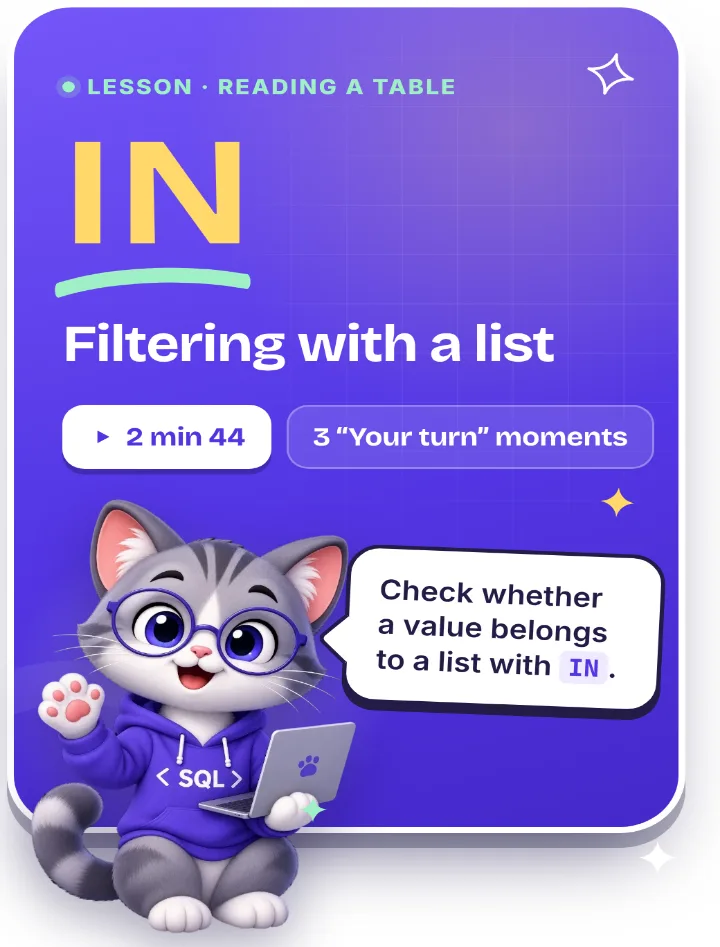 LESSON · READING A TABLE
IN
Filtering with a list
2 min 44
3 “Your turn” moments
Check whether
a value belongs
to a list with IN.
< SQL >